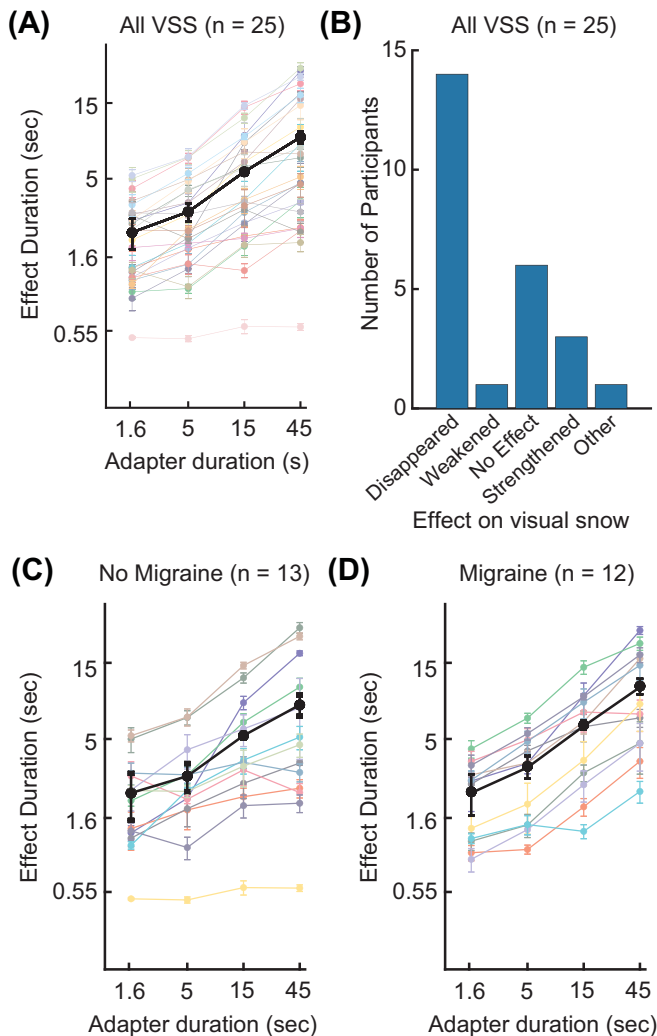 (A)
All VSS (n = 25)
15
5
1.6
0.55
Effect Duration (sec)
1.6 5 15 45
Adapter duration (s)
(B)
All VSS (n = 25)
15
10
5
0
Number of Participants
Disappeared
Weakened
No Effect
Strengthened
Other
Effect on visual snow
(C)
No Migraine (n = 13)
15
5
1.6
0.55
Effect Duration (sec)
1.6 5 15 45
Adapter duration (sec)
(D)
Migraine (n = 12)
15
5
1.6
0.55
Effect Duration (sec)
1.6 5 15 45
Adapter duration (sec)